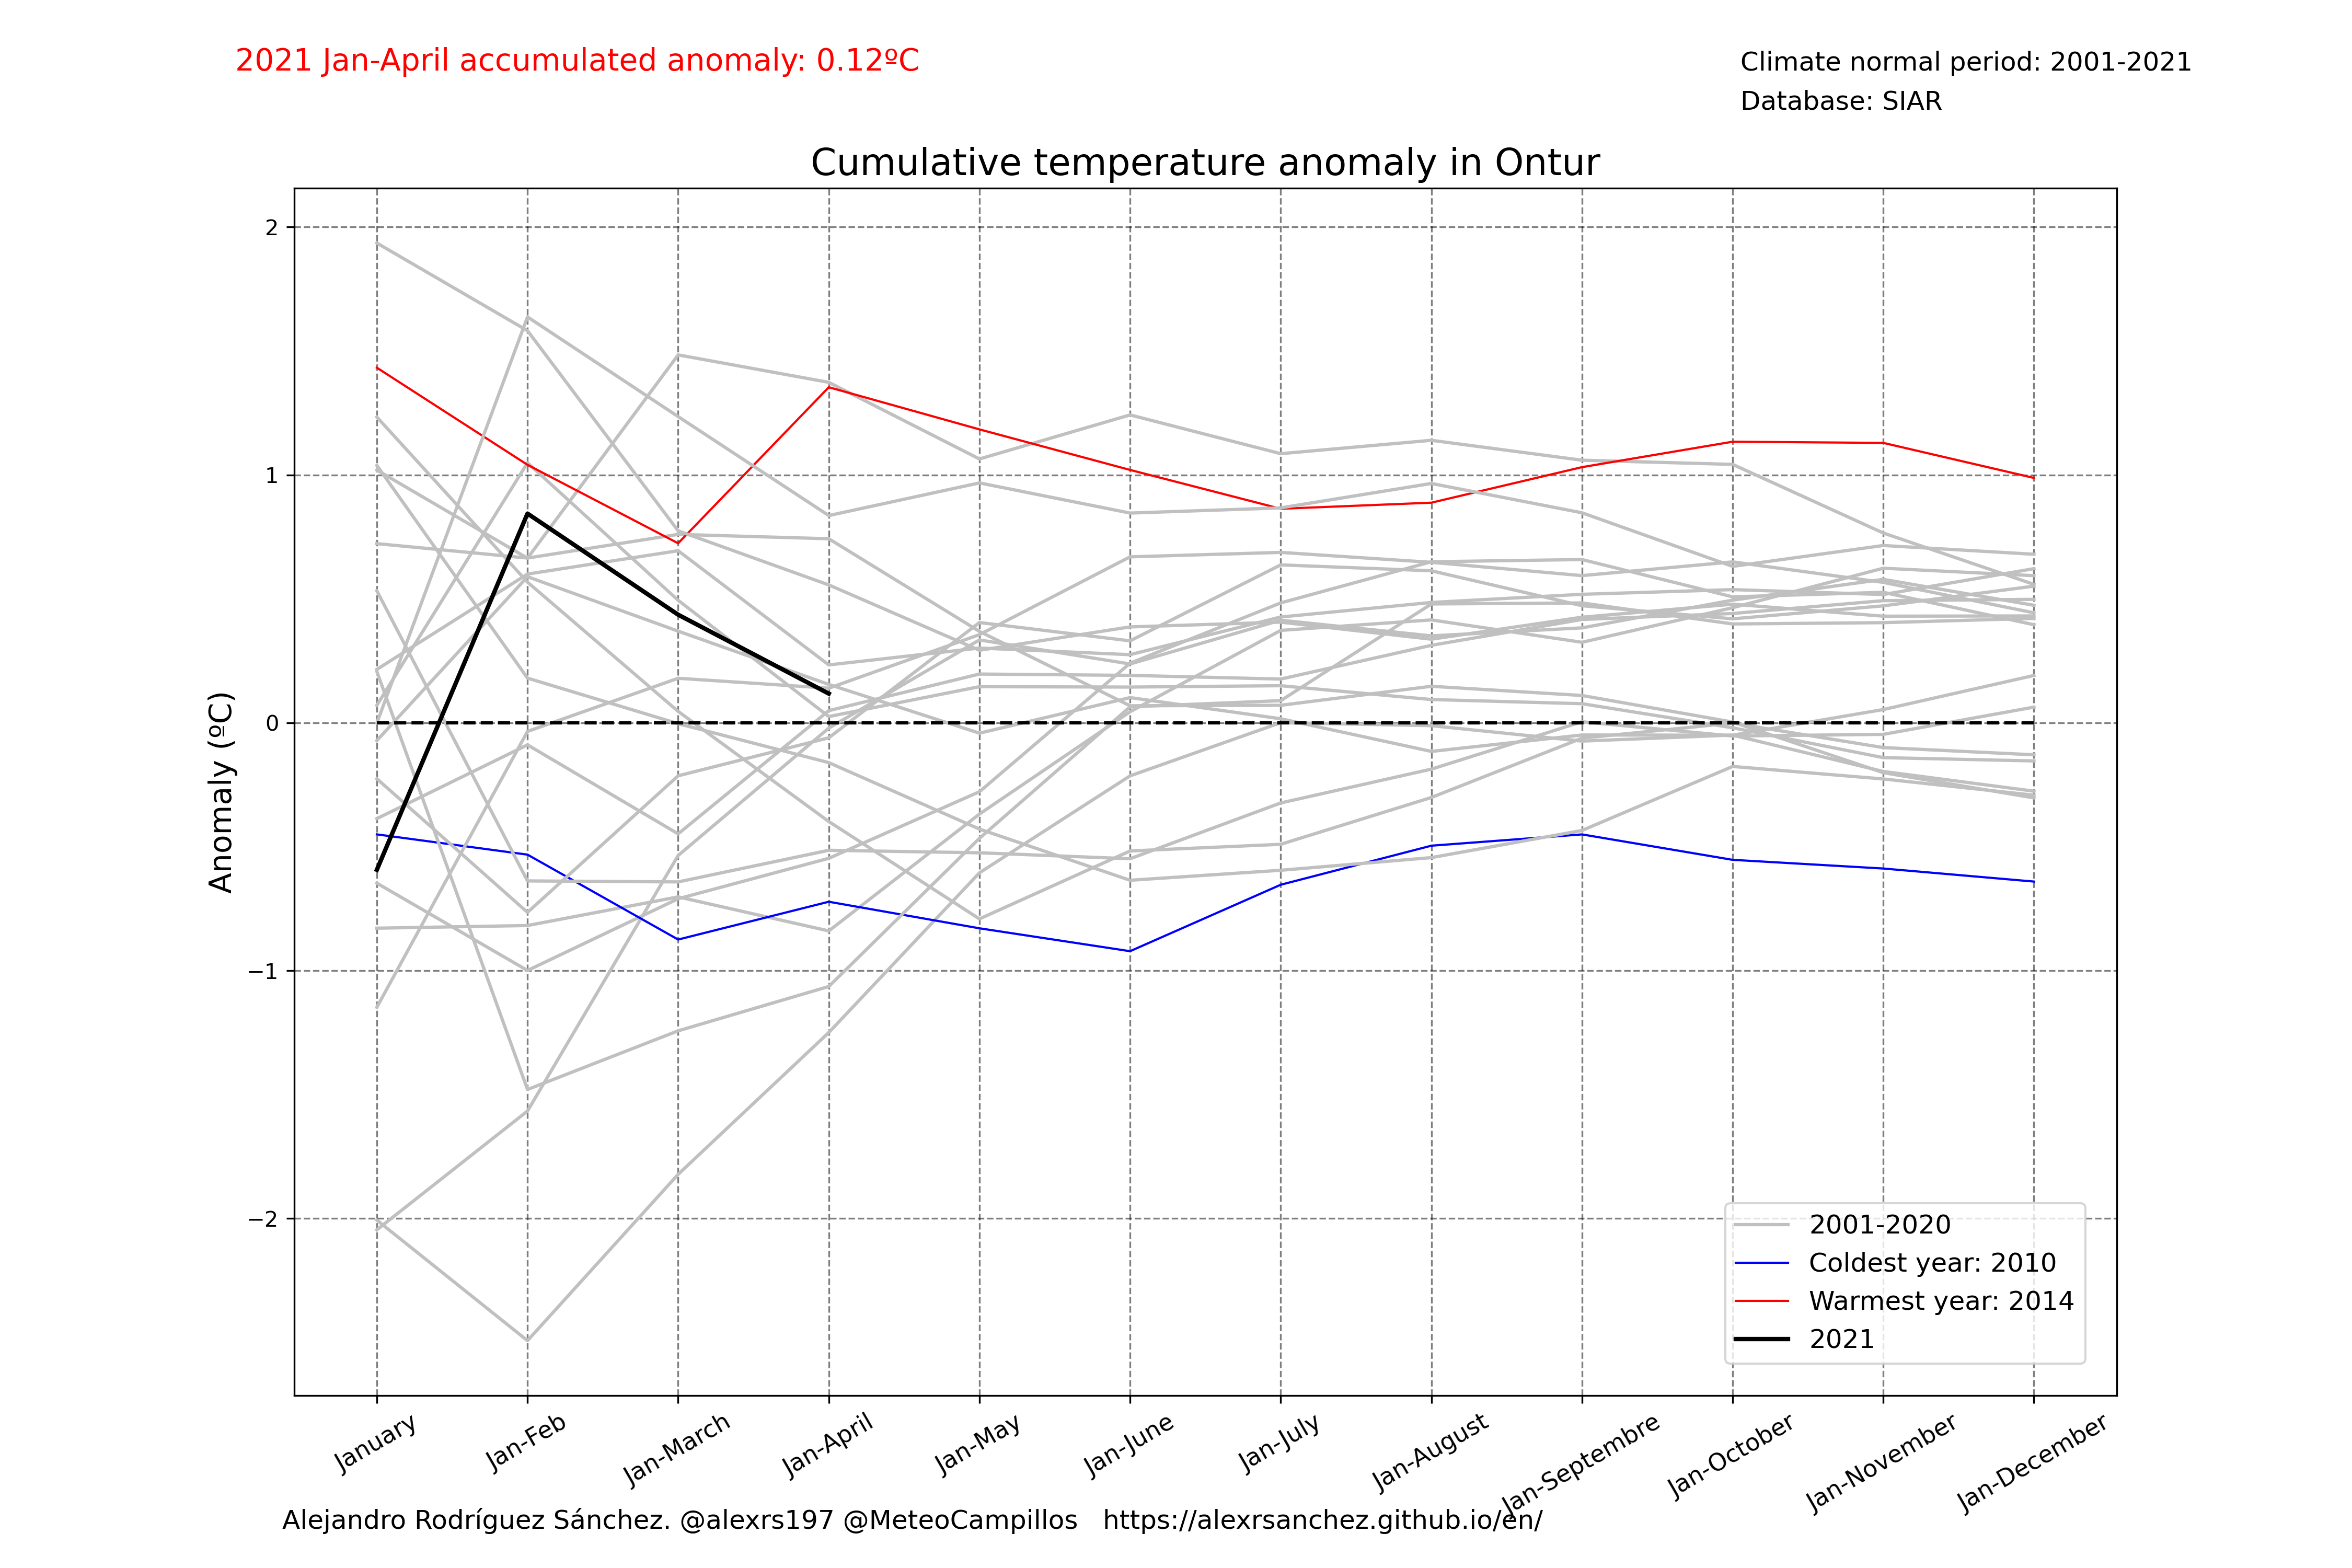 2021 Jan-April accumulated anomaly: 0.12ºC
Climate normal period: 2001-2021
Database: SIAR
Cumulative temperature anomaly in Ontur
Anomaly (ºC)
2
1
0
−1
−2
2001-2020
Coldest year: 2010
Warmest year: 2014
2021
January
Jan-Feb
Jan-March
Jan-April
Jan-May
Jan-June
Jan-July
Jan-August
Jan-Septembre
Jan-October
Jan-November
Jan-December
Alejandro Rodríguez Sánchez. @alexrs197 @MeteoCampillos   https://alexrsanchez.github.io/en/